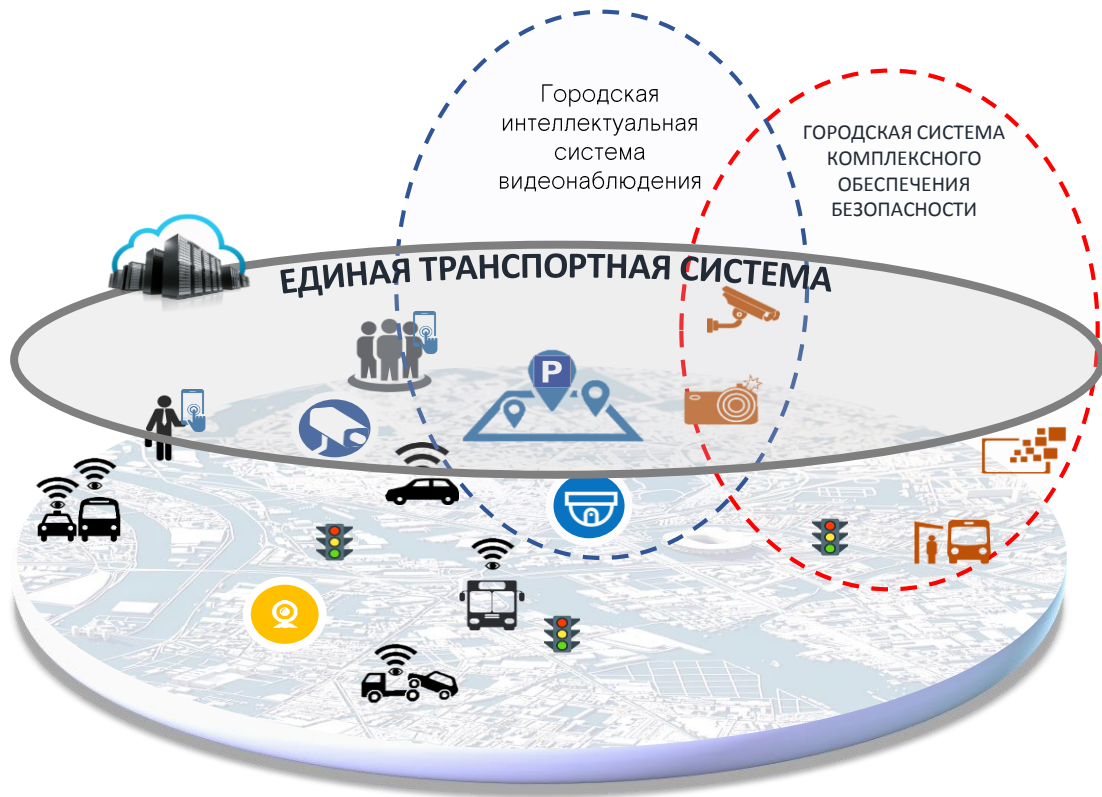 Городская
интеллектуальная
система
видеонаблюдения
ГОРОДСКАЯ СИСТЕМА
КОМПЛЕКСНОГО
ОБЕСПЕЧЕНИЯ
БЕЗОПАСНОСТИ
ЕДИНАЯ ТРАНСПОРТНАЯ СИСТЕМА
P